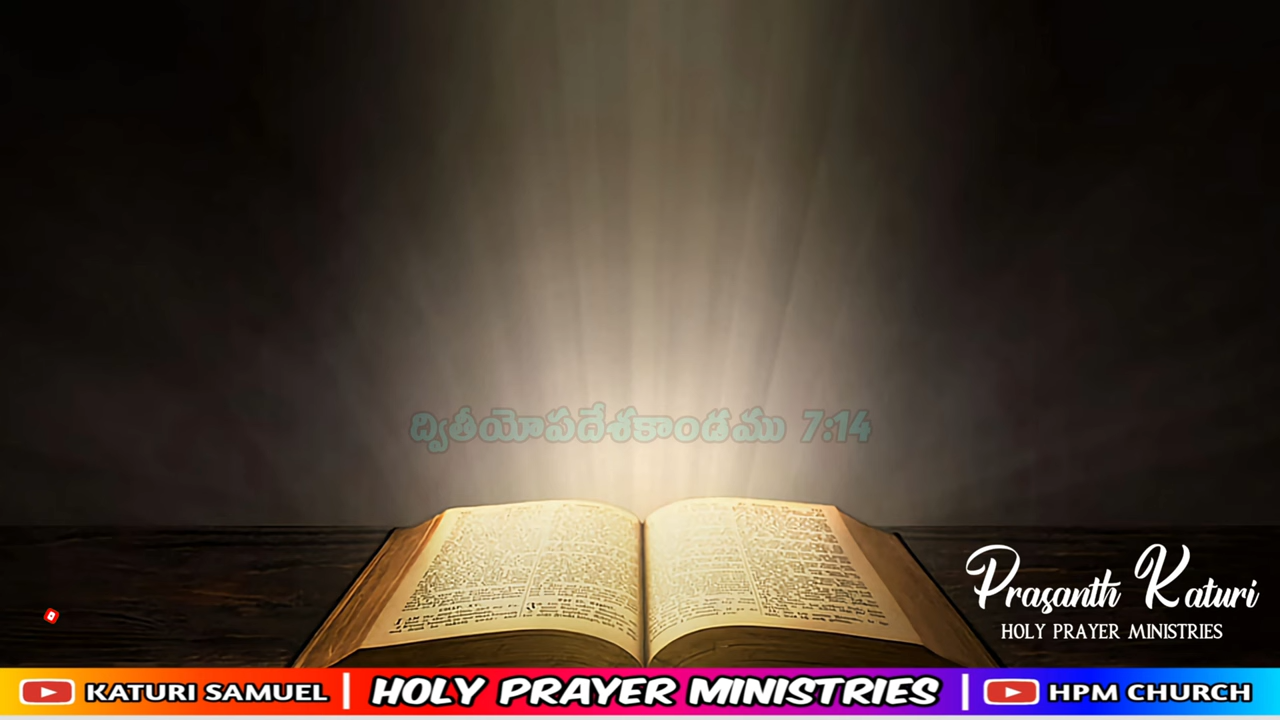 ద్వితీయోపదేశకాండము 7:14
Prasanth Katuri
HOLY PRAYER MINISTRIES
KATURI SAMUEL | HOLY PRAYER MINISTRIES | HPM CHURCH